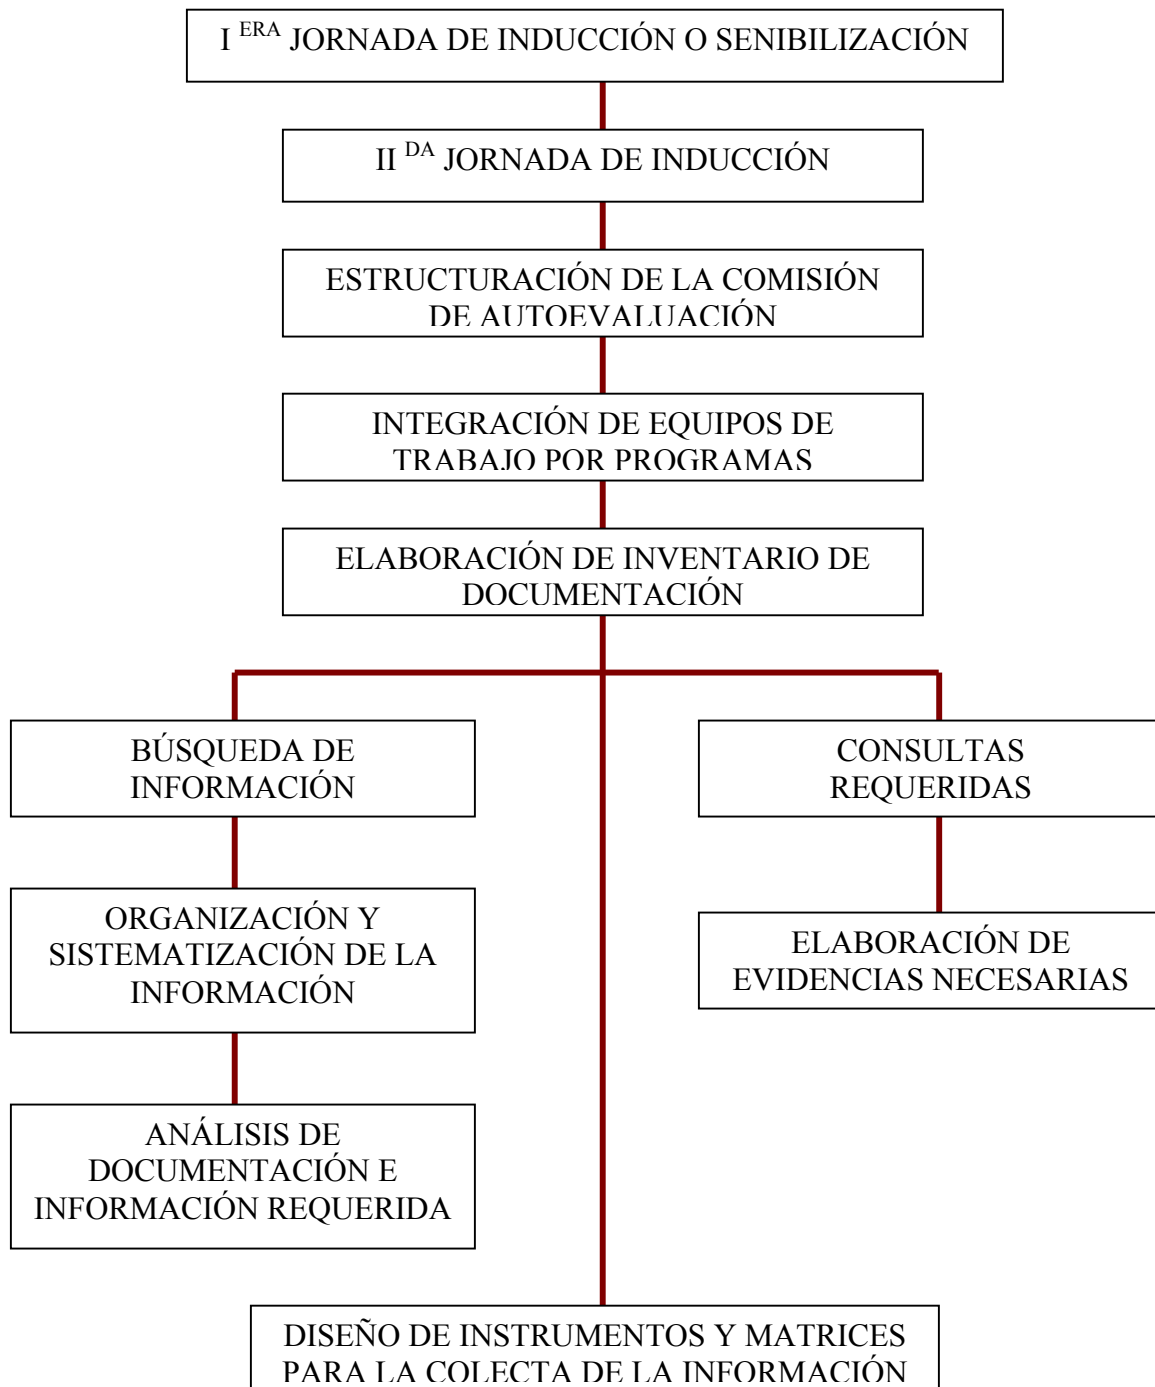 I ERA JORNADA DE INDUCCIÓN O SENIBILIZACIÓN
II DA JORNADA DE INDUCCIÓN
ESTRUCTURACIÓN DE LA COMISIÓN
DE AUTOEVALUACIÓN
INTEGRACIÓN DE EQUIPOS DE
TRABAJO POR PROGRAMAS
ELABORACIÓN DE INVENTARIO DE
DOCUMENTACIÓN
BÚSQUEDA DE
INFORMACIÓN
ORGANIZACIÓN Y
SISTEMATIZACIÓN DE LA
INFORMACIÓN
ANÁLISIS DE
DOCUMENTACIÓN E
INFORMACIÓN REQUERIDA
CONSULTAS
REQUERIDAS
ELABORACIÓN DE
EVIDENCIAS NECESARIAS
DISEÑO DE INSTRUMENTOS Y MATRICES
PARA LA COLECTA DE LA INFORMACIÓN